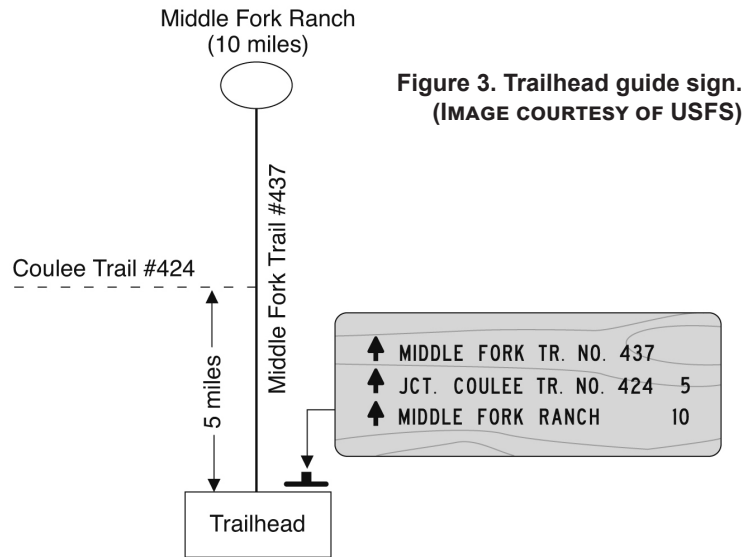 Middle Fork Ranch
(10 miles)
Figure 3. Trailhead guide sign.
(IMAGE COURTESY OF USFS)
Middle Fork Trail #437
Coulee Trail #424
5 miles
MIDDLE FORK TR. NO. 437
JCT. COULEE TR. NO. 424 5
MIDDLE FORK RANCH 10
Trailhead